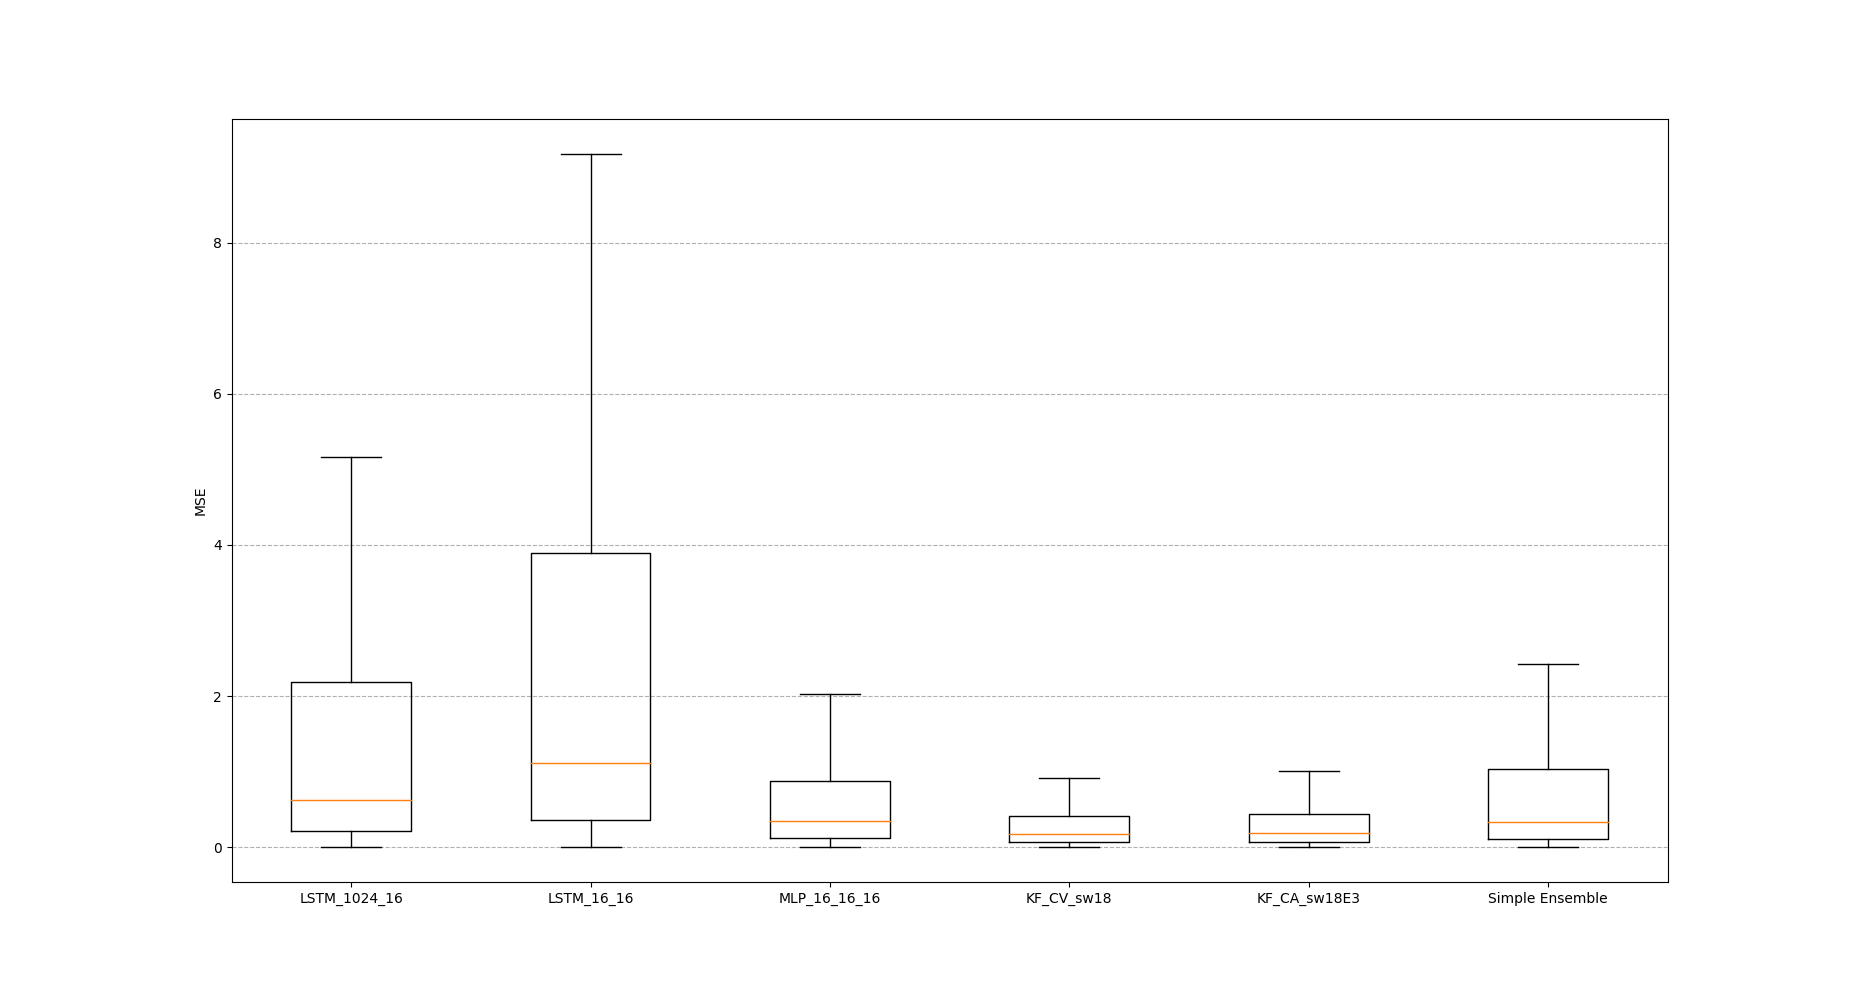 8
6
4
2
0
MSE
LSTM_1024_16
LSTM_16_16
MLP_16_16_16
KF_CV_sw18
KF_CA_sw18E3
Simple Ensemble